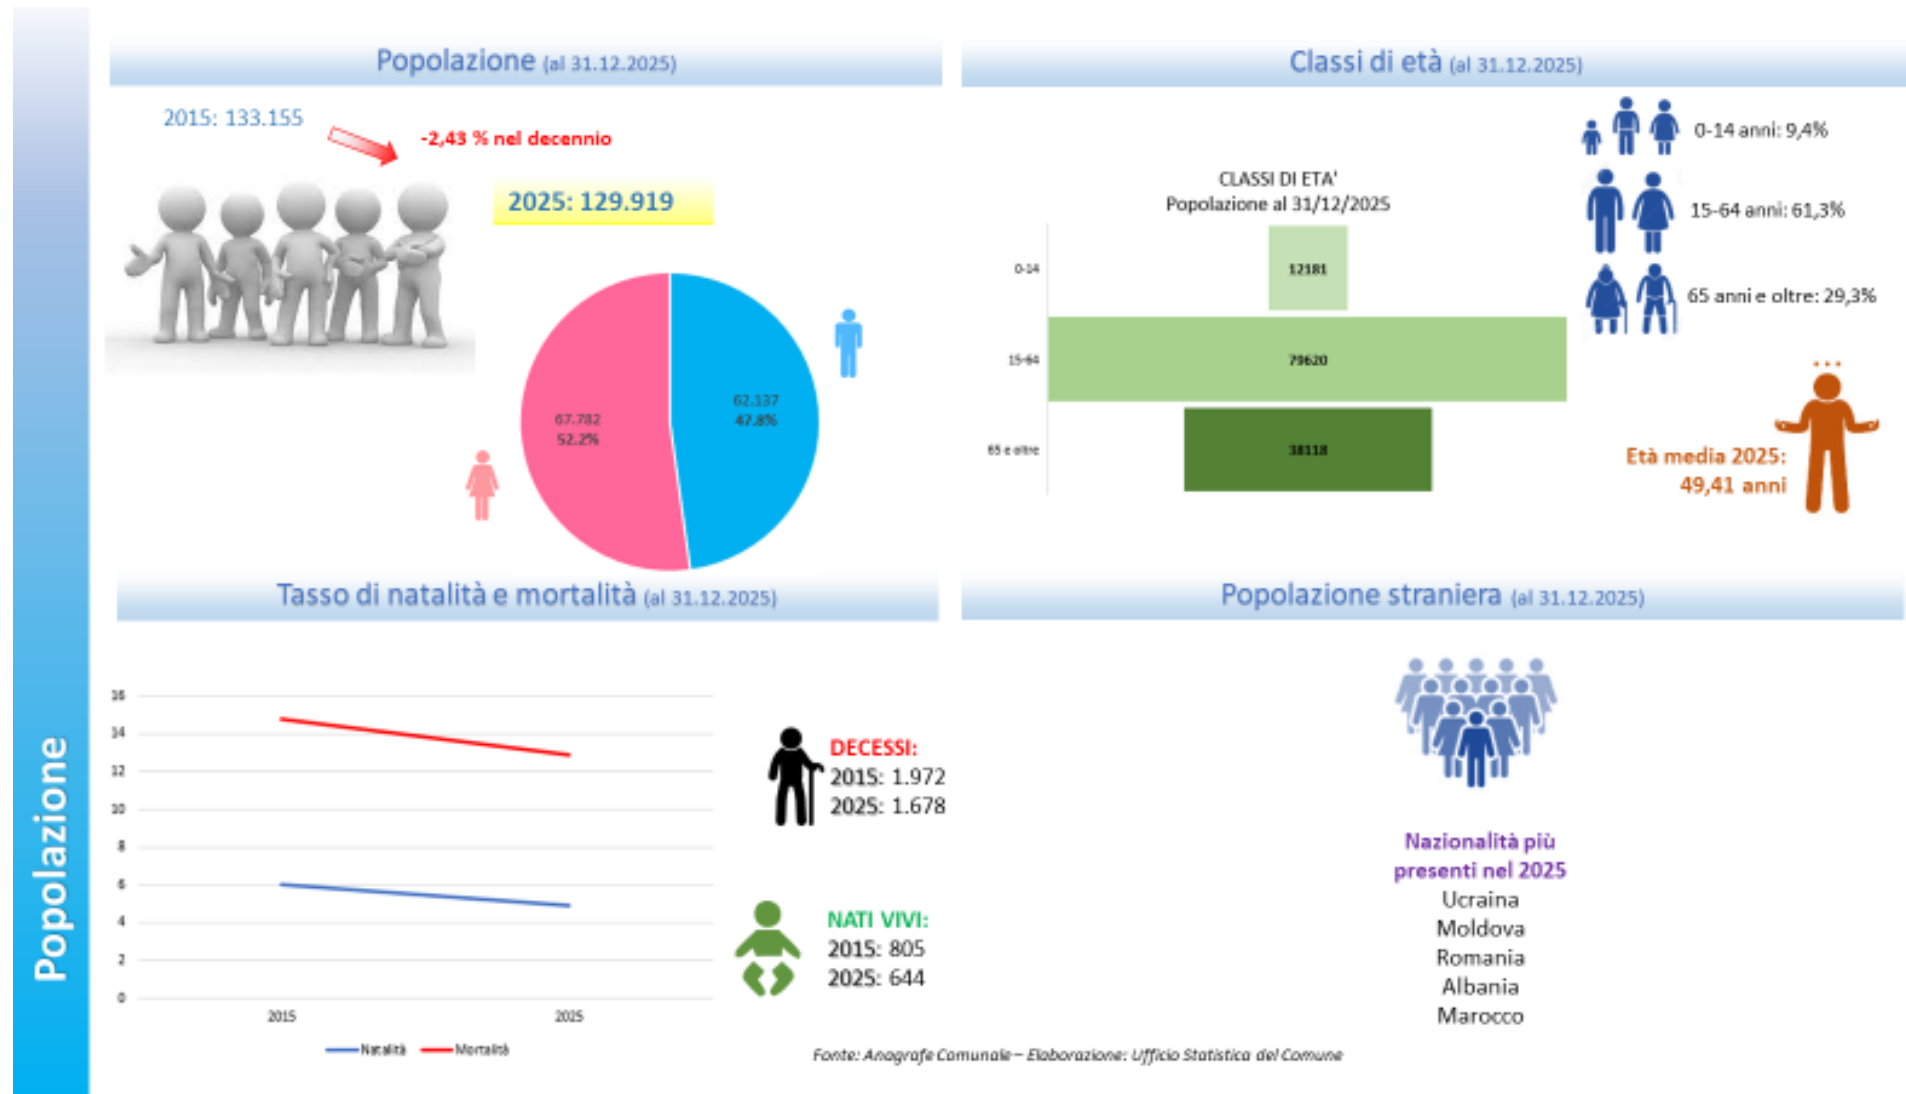 Popolazione
Popolazione (al 31.12.2025)
2015: 133.155
-2,43 % nel decennio
2025: 129.919
62.137
47.8%
67.782
52.2%
Classi di età (al 31.12.2025)
CLASSI DI ETA'
Popolazione al 31/12/2025
0-14
12181
15-64
79620
65 e oltre
38118
0-14 anni: 9,4%
15-64 anni: 61,3%
65 anni e oltre: 29,3%
Età media 2025:
49,41 anni
Tasso di natalità e mortalità (al 31.12.2025)
16
14
12
10
8
6
4
2
0
2015
2025
Natalità
Mortalità
DECESSI:
2015: 1.972
2025: 1.678
NATI VIVI:
2015: 805
2025: 644
Popolazione straniera (al 31.12.2025)
Nazionalità più
presenti nel 2025
Ucraina
Moldova
Romania
Albania
Marocco
Fonte: Anagrafe Comunale – Elaborazione: Ufficio Statistica del Comune